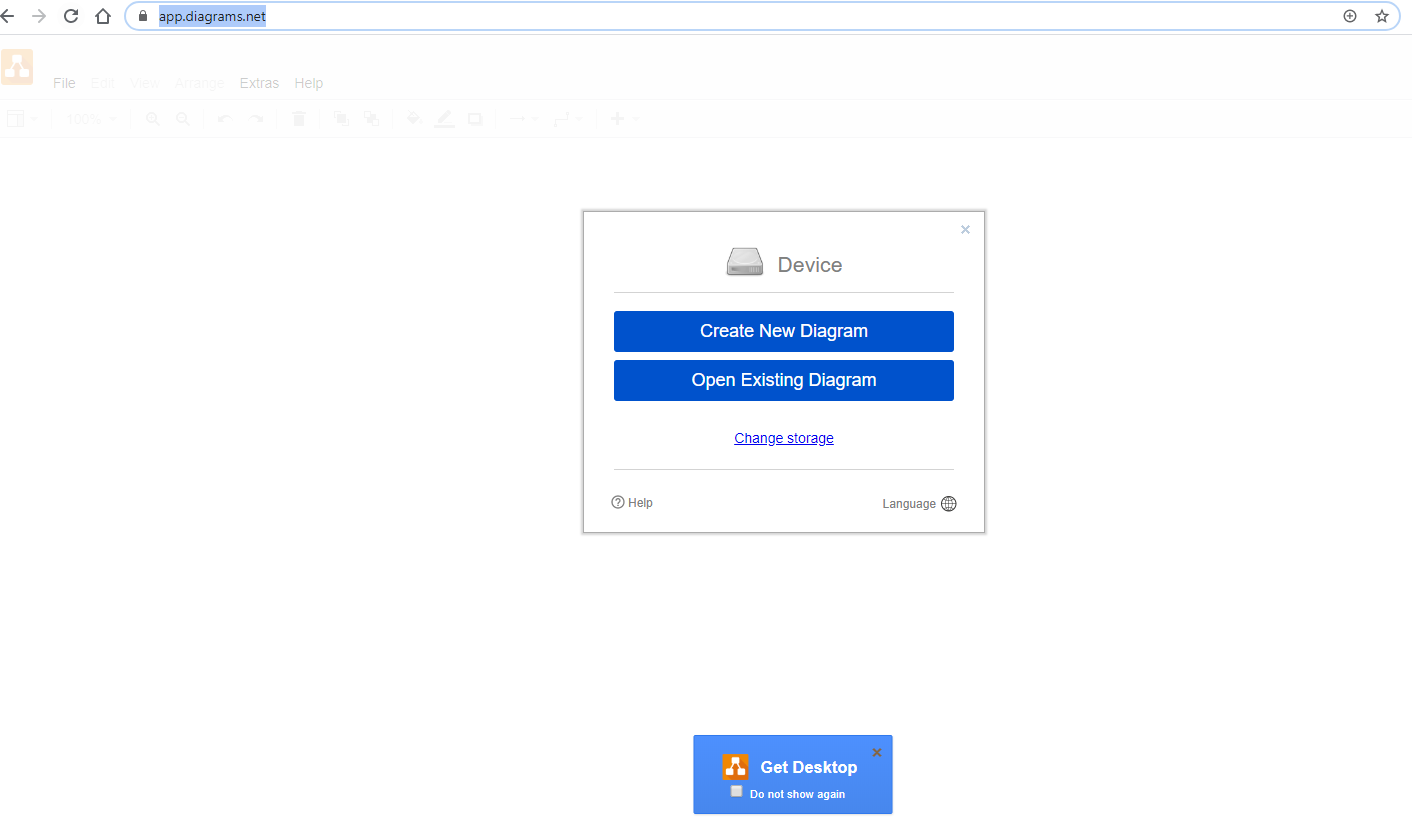 app.diagrams.net
File Edit View Arrange Extras Help
100%
Device
Create New Diagram
Open Existing Diagram
Change storage
Help
Language
Get Desktop
Do not show again